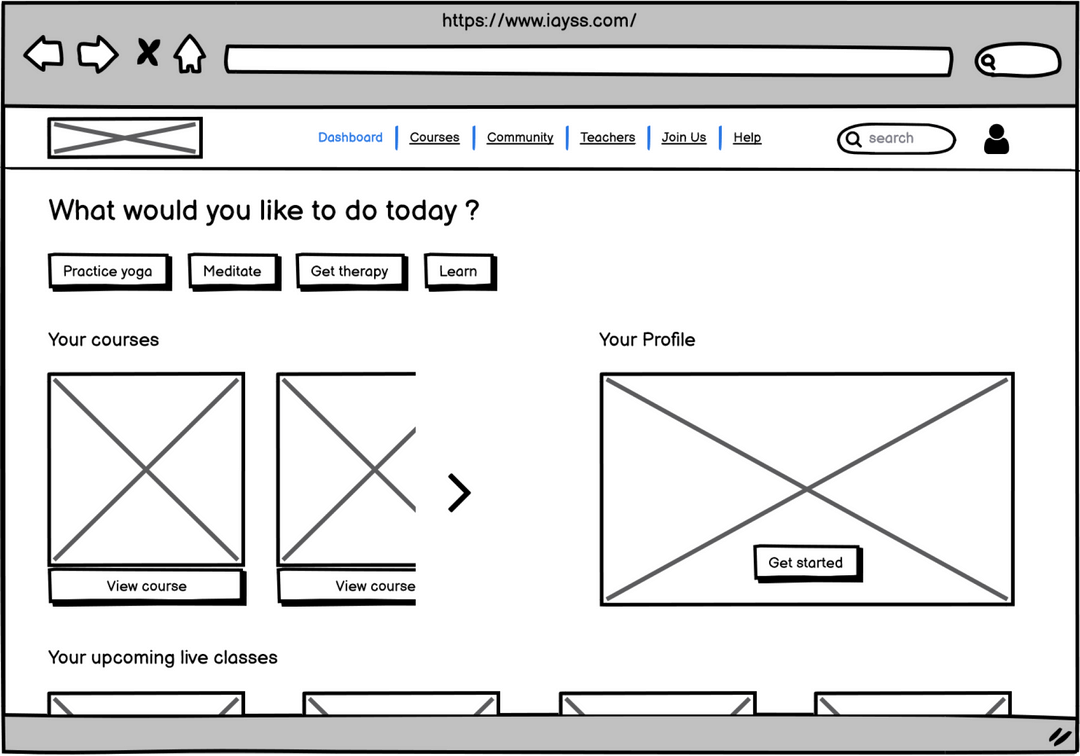 https://www.iayss.com/
Dashboard Courses Community Teachers Join Us Help search
What would you like to do today ?
Practice yoga Meditate Get therapy Learn
Your courses Your Profile
Get started
View course View course
Your upcoming live classes